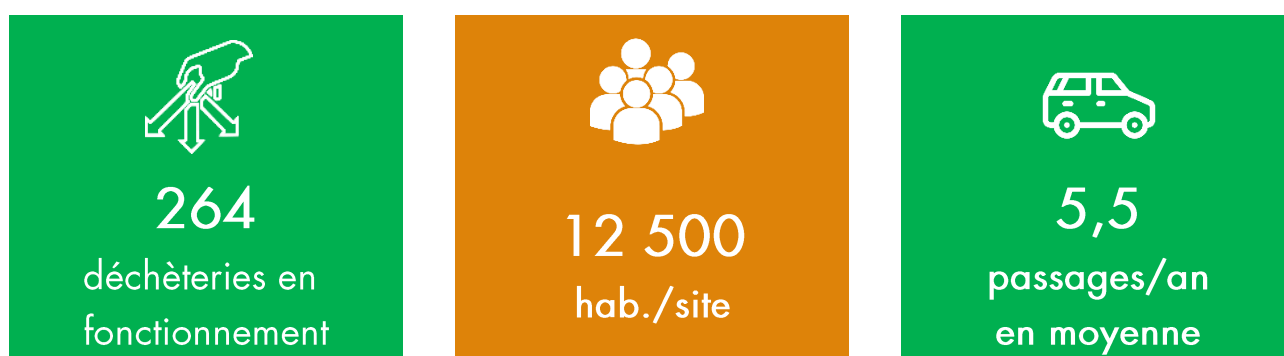 264
déchèteries en
fonctionnement
12 500
hab./site
5,5
passages/an
en moyenne